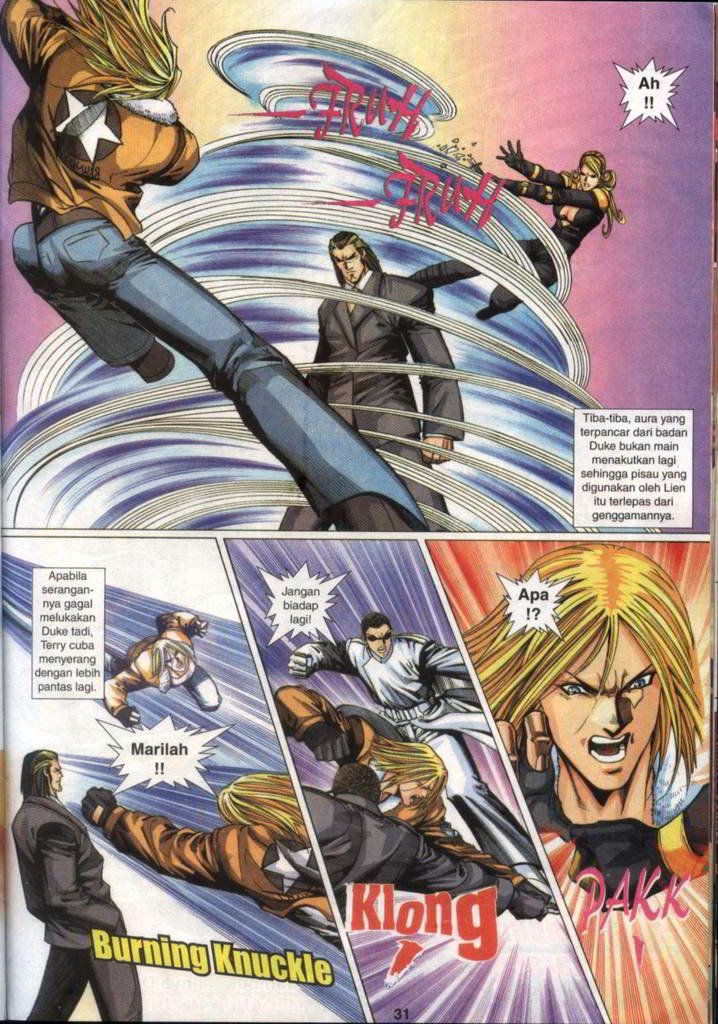 FRUH
FRUH
Ah
!!
Tiba-tiba, aura yang
terpancar dari badan
Duke bukan main
menakutkan lagi
sehingga pisau yang
digunakan oleh Lien
itu terlepas dari
genggamannya.
Apabila
serangan-
nya gagal
melukakan
Duke tadi,
Terry cuba
menyerang
dengan lebih
pantas lagi.
Marilah
!!
Burning Knuckle
Jangan
biadap
lagi!
Klong
!
Apa
!?
PAKK
!
31